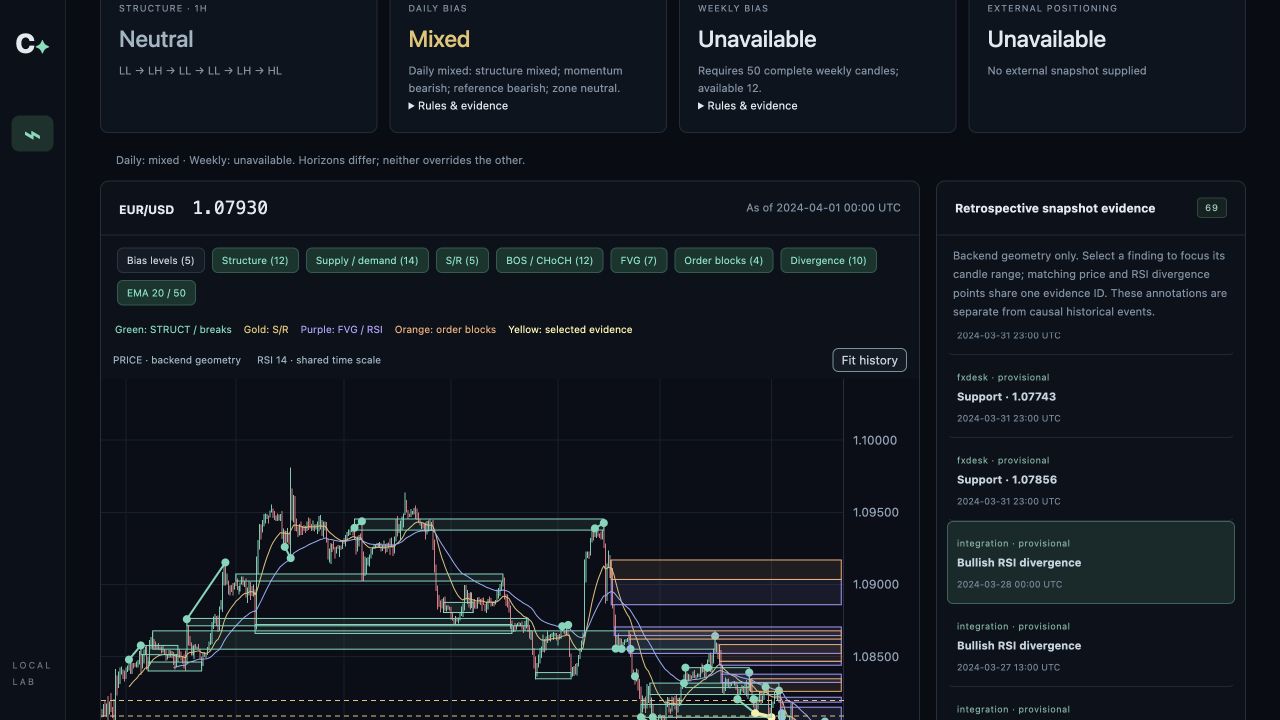 C
STRUCTURE · 1H
Neutral
LL → LH → LL → LL → LH → HL
DAILY BIAS
Mixed
Daily mixed: structure mixed; momentum
bearish; reference bearish; zone neutral.
Rules & evidence
WEEKLY BIAS
Unavailable
Requires 50 complete weekly candles;
available 12.
Rules & evidence
EXTERNAL POSITIONING
Unavailable
No external snapshot supplied
Daily: mixed · Weekly: unavailable. Horizons differ; neither overrides the other.
EUR/USD 1.07930
As of 2024-04-01 00:00 UTC
Bias levels (5) Structure (12) Supply / demand (14) S/R (5) BOS / CHoCH (12) FVG (7) Order blocks (4) Divergence (10)
EMA 20 / 50
Green: STRUCT / breaks Gold: S/R Purple: FVG / RSI Orange: order blocks Yellow: selected evidence
PRICE · backend geometry RSI 14 · shared time scale
Fit history
1.10000
1.09500
1.09000
1.08500
Retrospective snapshot evidence
69
Backend geometry only. Select a finding to focus its
candle range; matching price and RSI divergence
points share one evidence ID. These annotations are
separate from causal historical events.
2024-03-31 23:00 UTC
fxdesk · provisional
Support · 1.07743
2024-03-31 23:00 UTC
fxdesk · provisional
Support · 1.07856
2024-03-31 23:00 UTC
integration · provisional
Bullish RSI divergence
2024-03-28 00:00 UTC
integration · provisional
Bullish RSI divergence
2024-03-27 13:00 UTC
integration · provisional
LOCAL
LAB